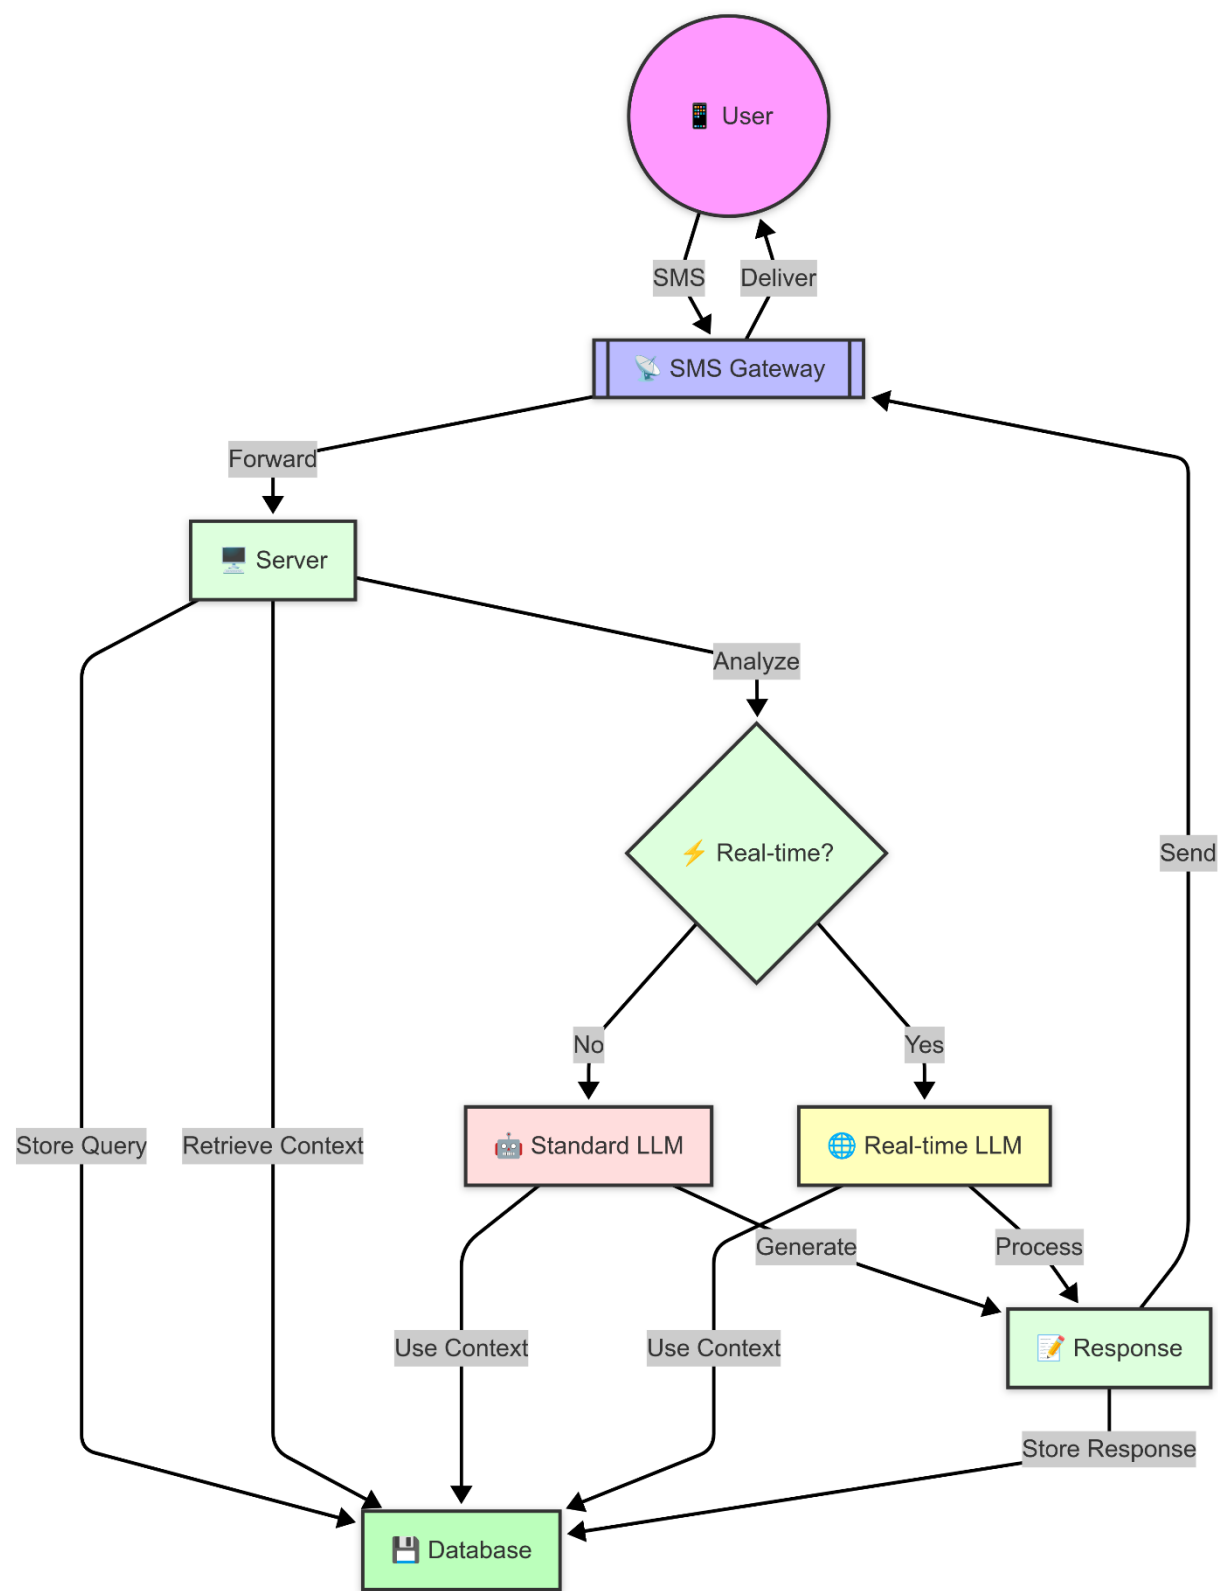 📱 User
SMS
Deliver
📡 SMS Gateway
Forward
🖥️ Server
Analyze
⚡ Real-time?
Send
No
Yes
Store Query
Retrieve Context
🤖 Standard LLM
🌐 Real-time LLM
Generate
Process
Use Context
Use Context
📝 Response
Store Response
💾 Database